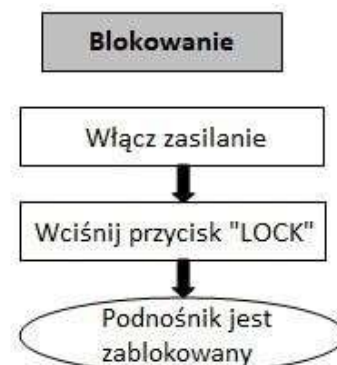 Blokowanie
Włącz zasilanie
Wciśnij przycisk "LOCK"
Podnośnik jest
zablokowany